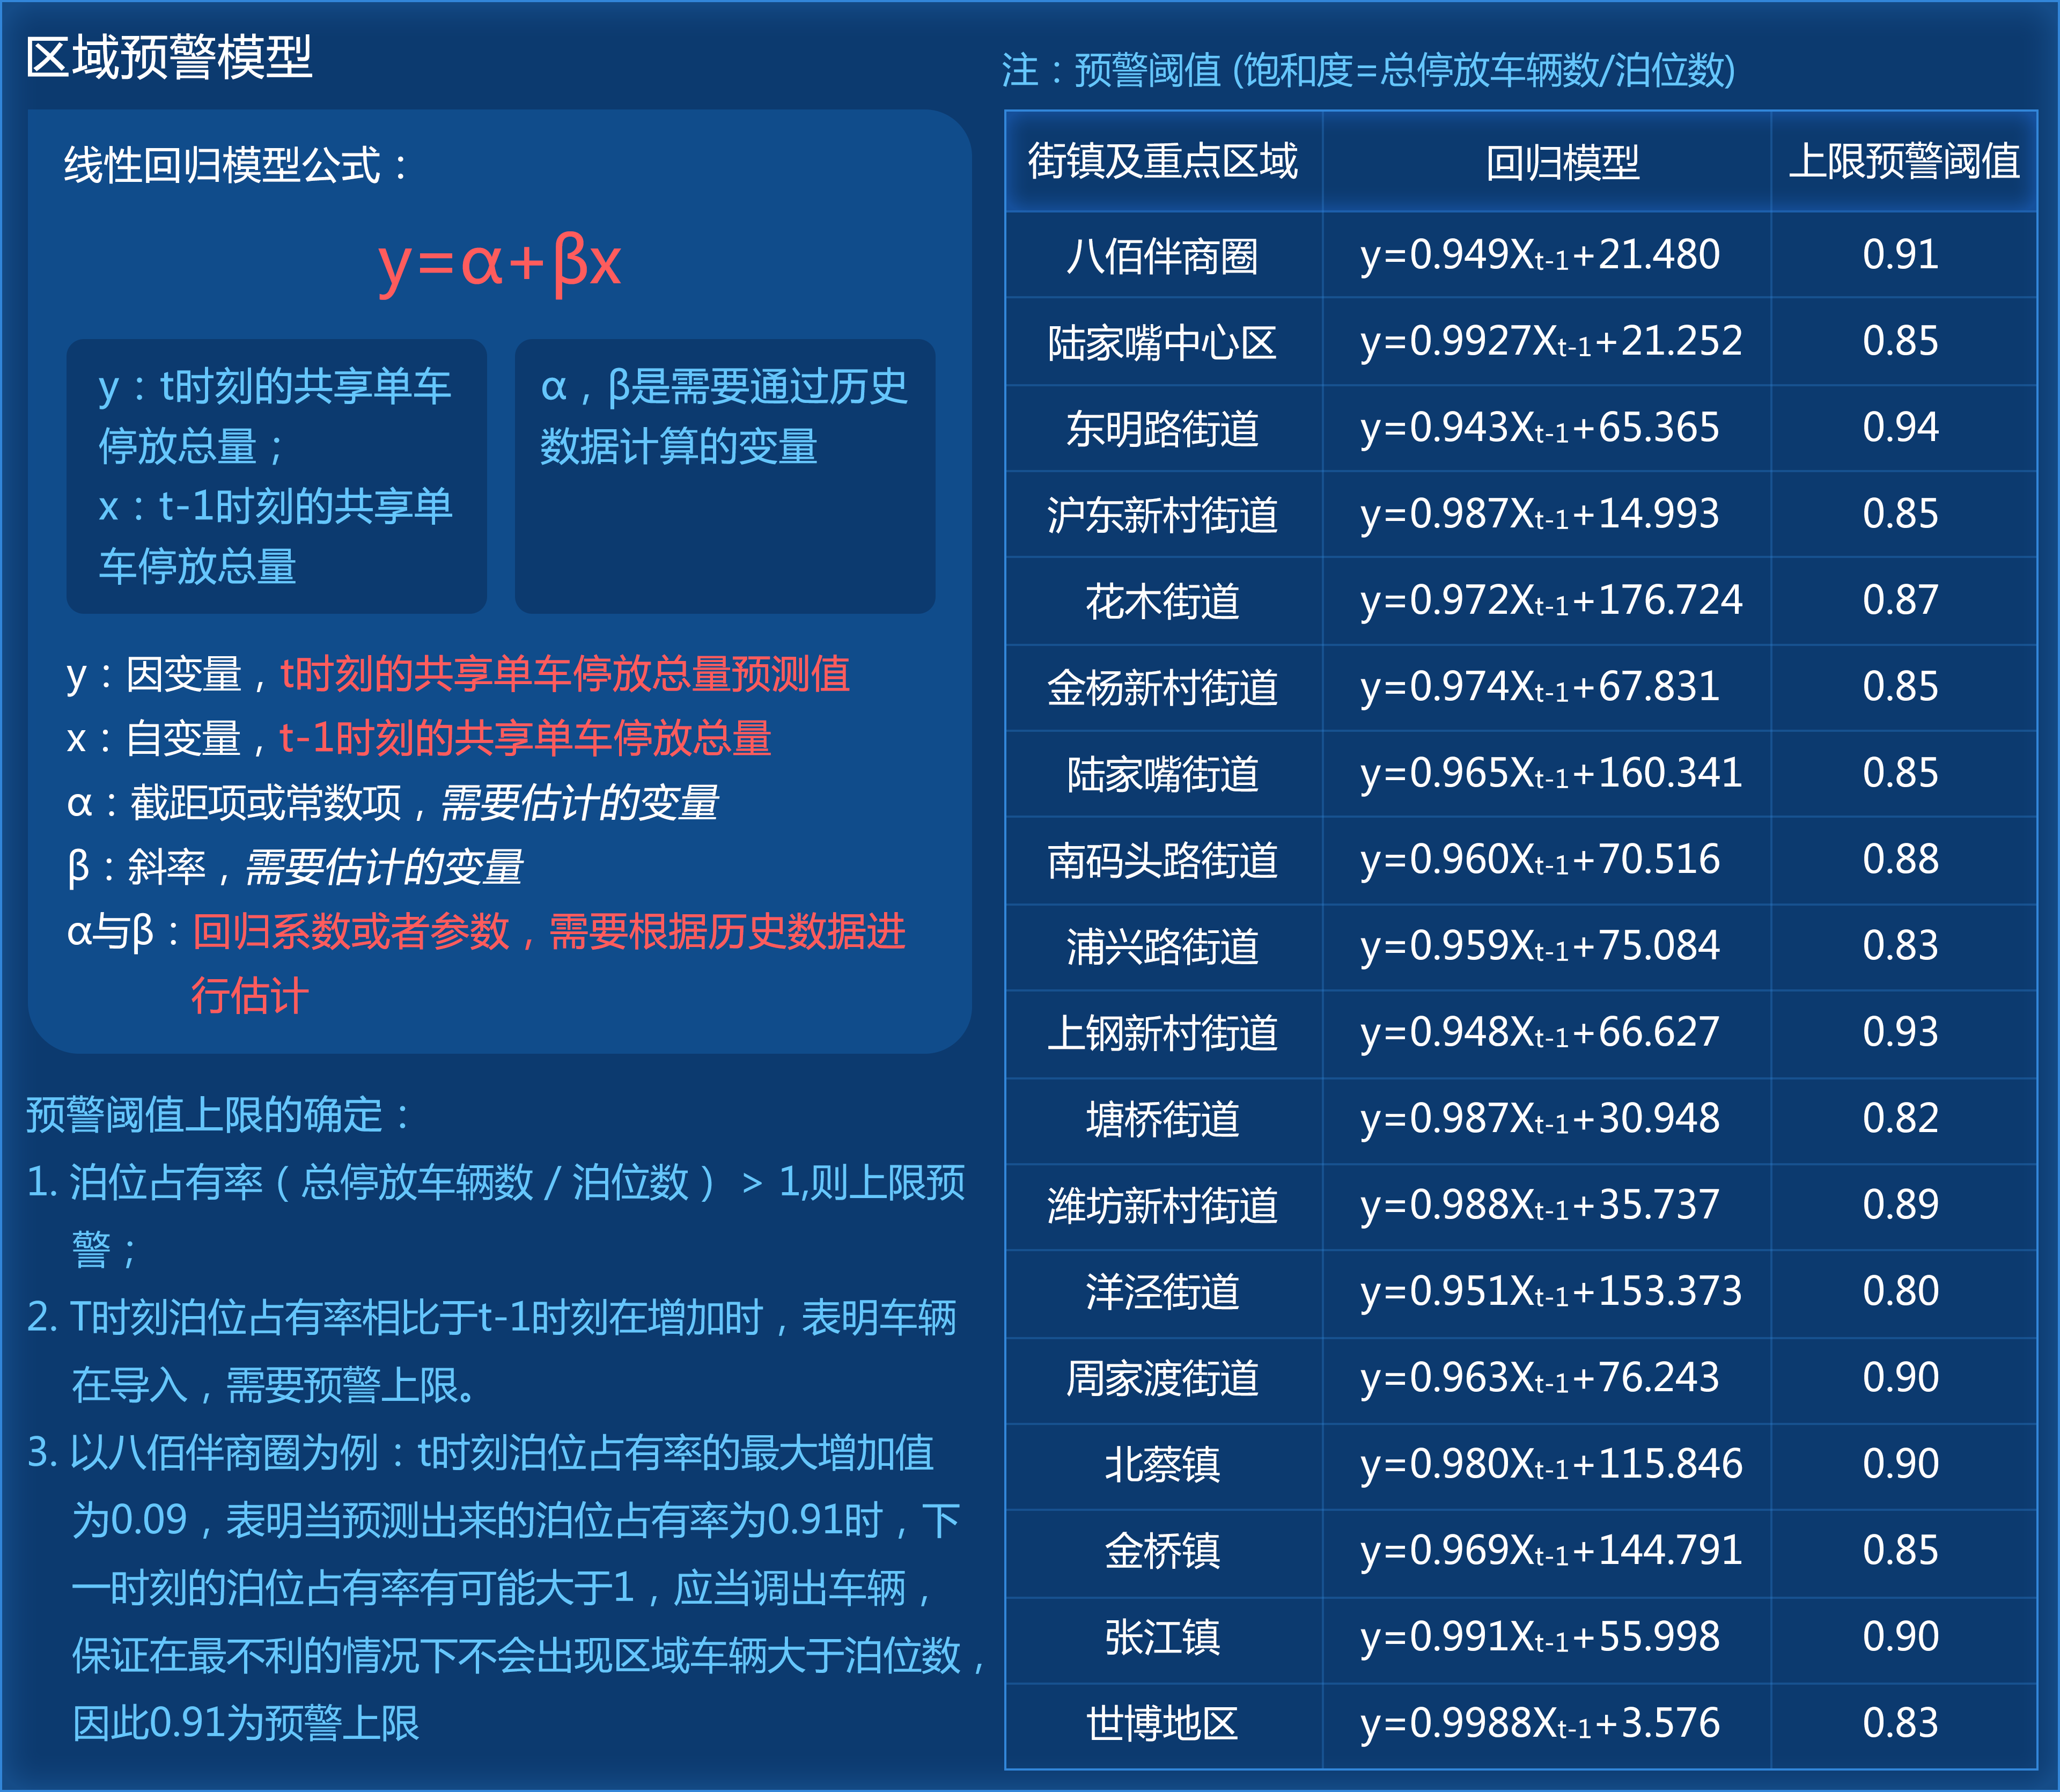 区域预警模型
线性回归模型公式：
y=α+βx
y：t时刻的共享单车
停放总量；
x：t-1时刻的共享单
车停放总量
α，β是需要通过历史
数据计算的变量
y：因变量，t时刻的共享单车停放总量预测值
x：自变量，t-1时刻的共享单车停放总量
α：截距项或常数项，需要估计的变量
β：斜率，需要估计的变量
α与β：回归系数或者参数，需要根据历史数据进
行估计
预警阈值上限的确定：
1. 泊位占有率（总停放车辆数 / 泊位数）> 1,则上限预
警；
2. T时刻泊位占有率相比于t-1时刻在增加时，表明车辆
在导入，需要预警上限。
3. 以八佰伴商圈为例：t时刻泊位占有率的最大增加值
为0.09，表明当预测出来的泊位占有率为0.91时，下
一时刻的泊位占有率有可能大于1，应当调出车辆，
保证在最不利的情况下不会出现区域车辆大于泊位数，
因此0.91为预警上限
注：预警阈值 (饱和度=总停放车辆数/泊位数)
街镇及重点区域 回归模型 上限预警阈值
八佰伴商圈 y=0.949Xt-1+21.480 0.91
陆家嘴中心区 y=0.9927Xt-1+21.252 0.85
东明路街道 y=0.943Xt-1+65.365 0.94
沪东新村街道 y=0.987Xt-1+14.993 0.85
花木街道 y=0.972Xt-1+176.724 0.87
金杨新村街道 y=0.974Xt-1+67.831 0.85
陆家嘴街道 y=0.965Xt-1+160.341 0.85
南码头路街道 y=0.960Xt-1+70.516 0.88
浦兴路街道 y=0.959Xt-1+75.084 0.83
上钢新村街道 y=0.948Xt-1+66.627 0.93
塘桥街道 y=0.987Xt-1+30.948 0.82
潍坊新村街道 y=0.988Xt-1+35.737 0.89
洋泾街道 y=0.951Xt-1+153.373 0.80
周家渡街道 y=0.963Xt-1+76.243 0.90
北蔡镇 y=0.980Xt-1+115.846 0.90
金桥镇 y=0.969Xt-1+144.791 0.85
张江镇 y=0.991Xt-1+55.998 0.90
世博地区 y=0.9988Xt-1+3.576 0.83